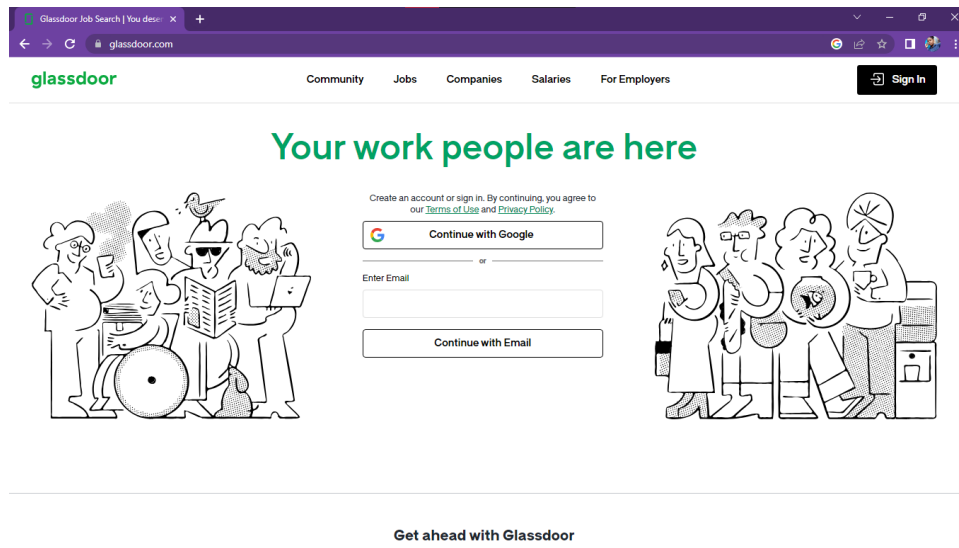 Glassdoor Job Search | You deser
glassdoor.com
glassdoor
Community
Jobs
Companies
Salaries
For Employers
Sign In
Your work people are here
Create an account or sign in. By continuing, you agree to
our Terms of Use and Privacy Policy.
Continue with Google
or
Enter Email
Continue with Email
Get ahead with Glassdoor